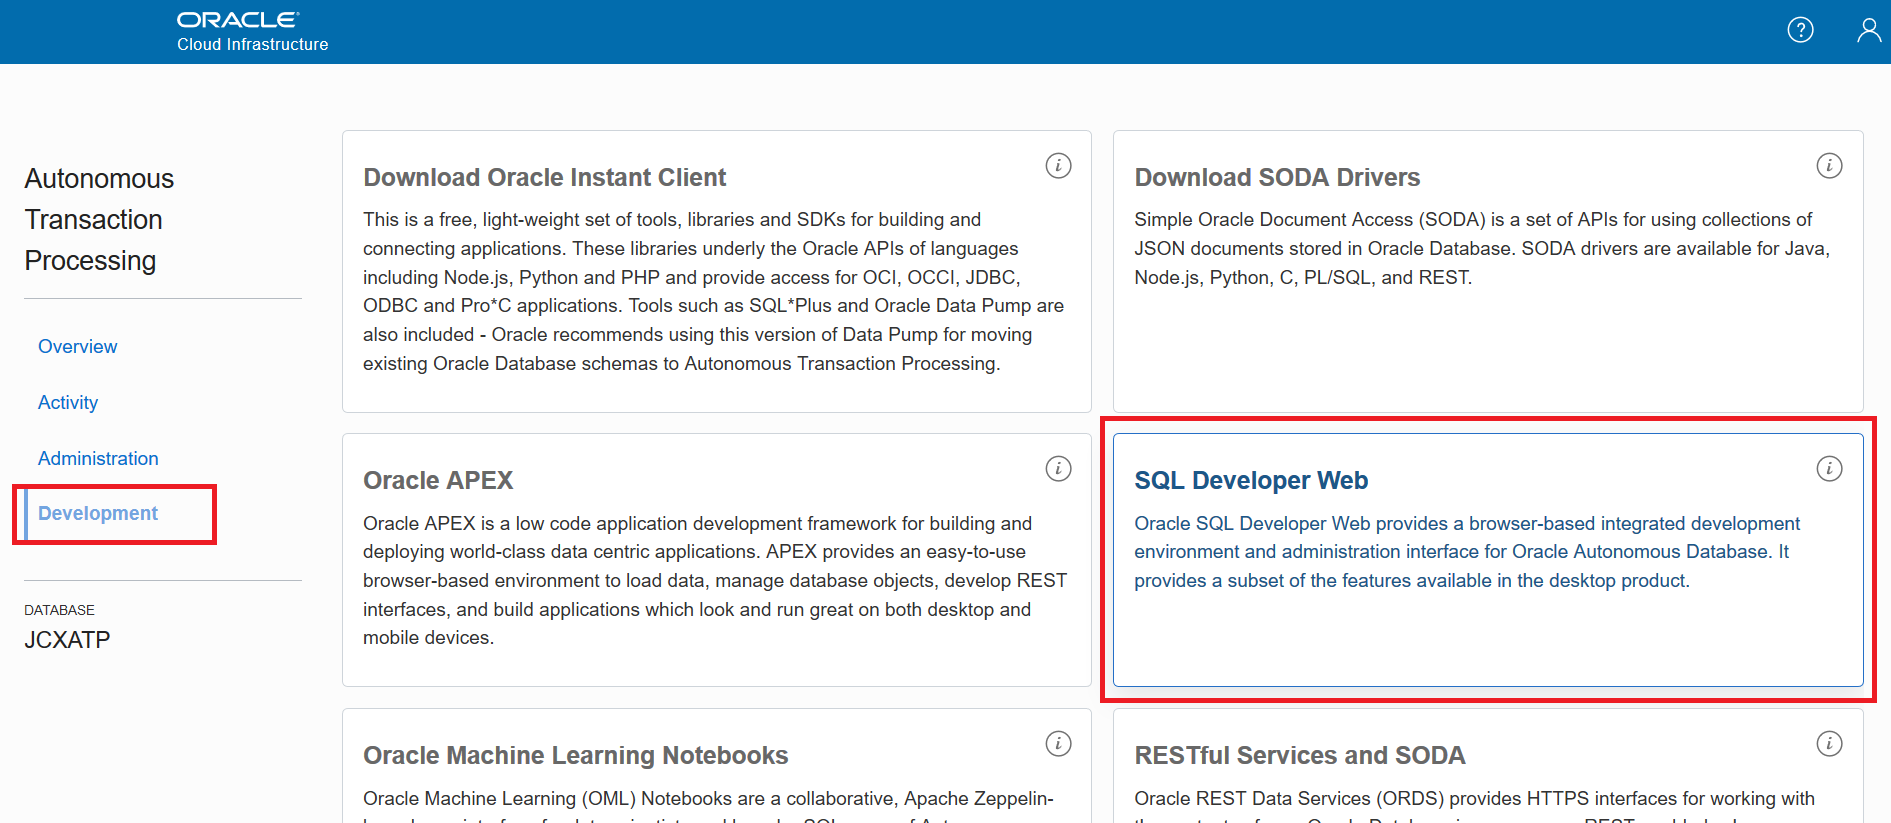 ORACLE
Cloud Infrastructure
Autonomous
Transaction
Processing
Overview
Activity
Administration
Development
DATABASE
JCXATP
Download Oracle Instant Client
This is a free, light-weight set of tools, libraries and SDKs for building and
connecting applications. These libraries underly the Oracle APIs of languages
including Node.js, Python and PHP and provide access for OCI, OCCI, JDBC,
ODBC and Pro*C applications. Tools such as SQL*Plus and Oracle Data Pump are
also included - Oracle recommends using this version of Data Pump for moving
existing Oracle Database schemas to Autonomous Transaction Processing.
Download SODA Drivers
Simple Oracle Document Access (SODA) is a set of APIs for using collections of
JSON documents stored in Oracle Database. SODA drivers are available for Java,
Node.js, Python, C, PL/SQL, and REST.
Oracle APEX
Oracle APEX is a low code application development framework for building and
deploying world-class data centric applications. APEX provides an easy-to-use
browser-based environment to load data, manage database objects, develop REST
interfaces, and build applications which look and run great on both desktop and
mobile devices.
SQL Developer Web
Oracle SQL Developer Web provides a browser-based integrated development
environment and administration interface for Oracle Autonomous Database. It
provides a subset of the features available in the desktop product.
Oracle Machine Learning Notebooks
Oracle Machine Learning (OML) Notebooks are a collaborative, Apache Zeppelin-
RESTful Services and SODA
Oracle REST Data Services (ORDS) provides HTTPS interfaces for working with